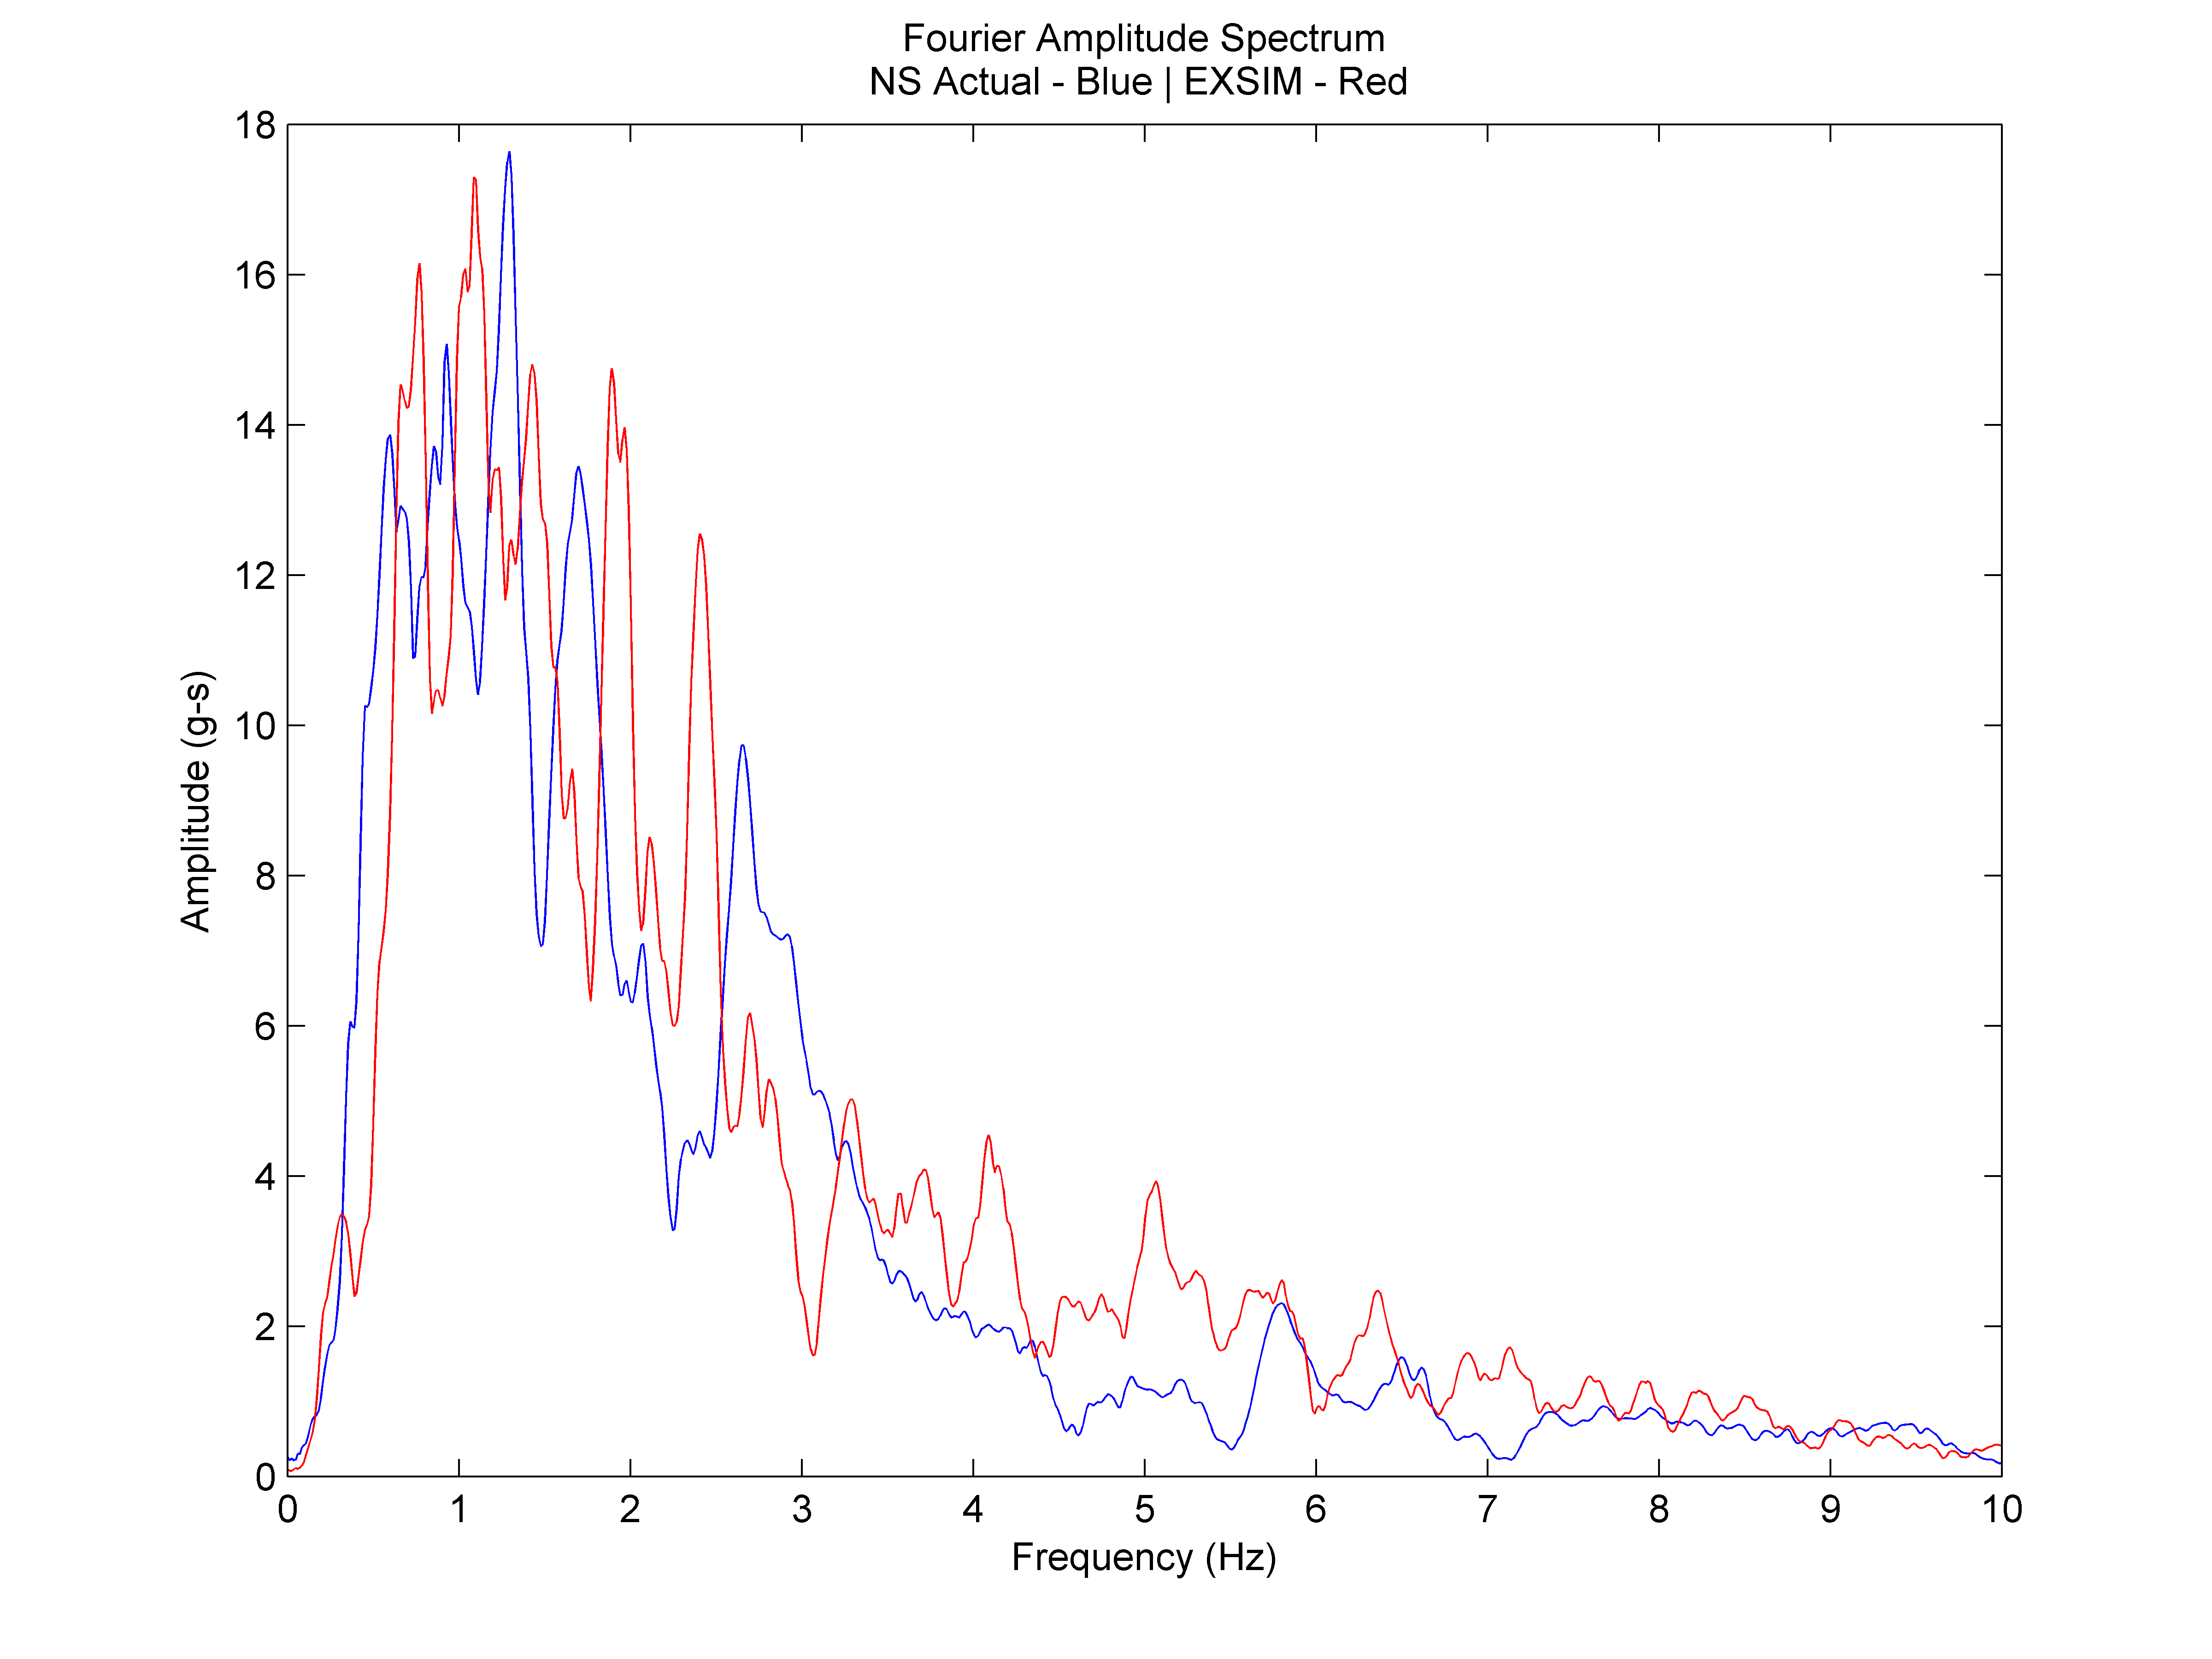 Fourier Amplitude Spectrum
NS Actual - Blue | EXSIM - Red
18
16
14
12
10
8
6
4
2
0
Amplitude (g-s)
0 1 2 3 4 5 6 7 8 9 10
Frequency (Hz)